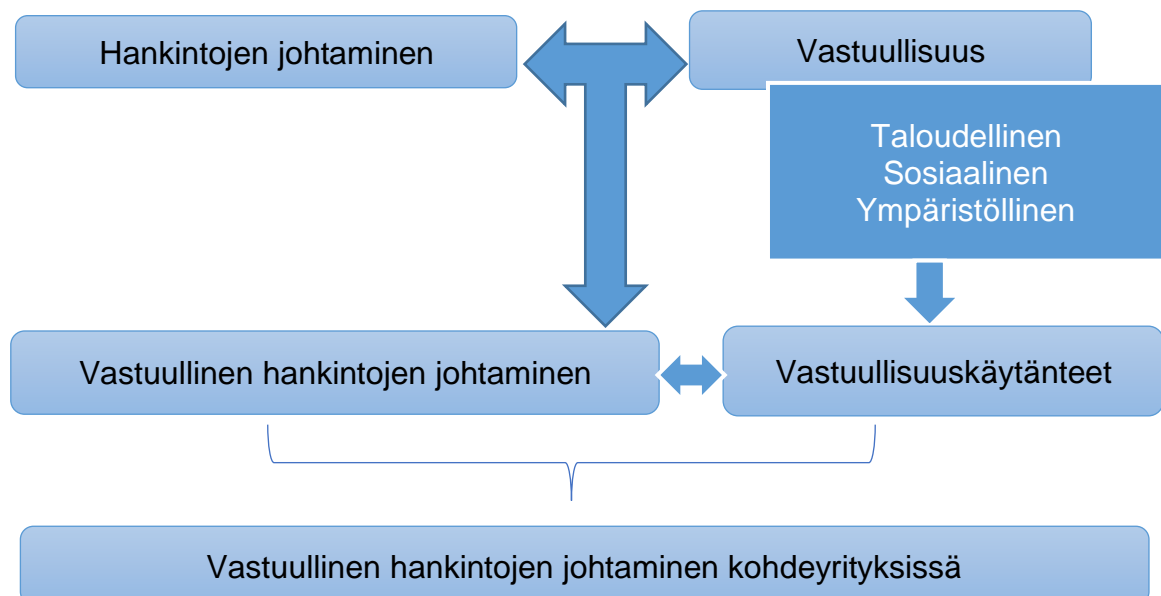 Hankintojen johtaminen
Vastuullisuus
Taloudellinen
Sosiaalinen
Ympäristöllinen
Vastuullinen hankintojen johtaminen
Vastuullisuuskäytänteet
Vastuullinen hankintojen johtaminen kohdeyrityksissä